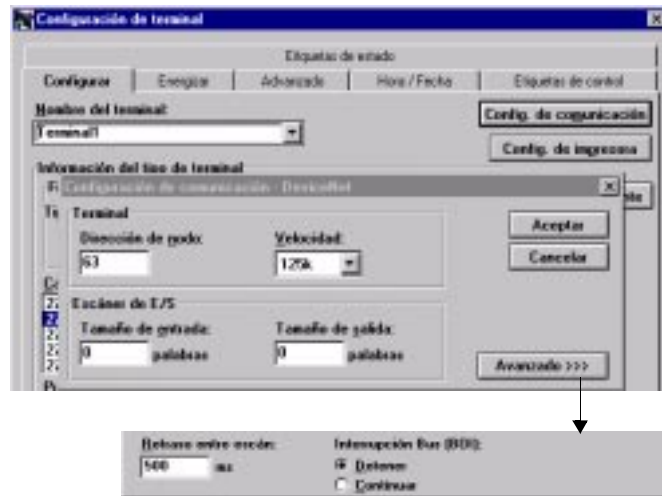 Configuración de terminal
Etiquetas de estado
Configurar Energizar Advanzado Hora / Fecha Etiquetas de control
Nombre del terminal:
Terminal1
Config. de comunicación
Config. de impresora
Información del tipo de terminal
Configuración de comunicación - DeviceNet
Terminal
Dirección de nodo: Velocidad:
63 125k
Aceptar
Cancelar
Escáner de E/S
Tamaño de entrada: Tamaño de salida:
0 palabras 0 palabras
Avanzado >>>
Retraso entre escán: Interrupción Bus (BOI):
500 ms Detener
Continuar